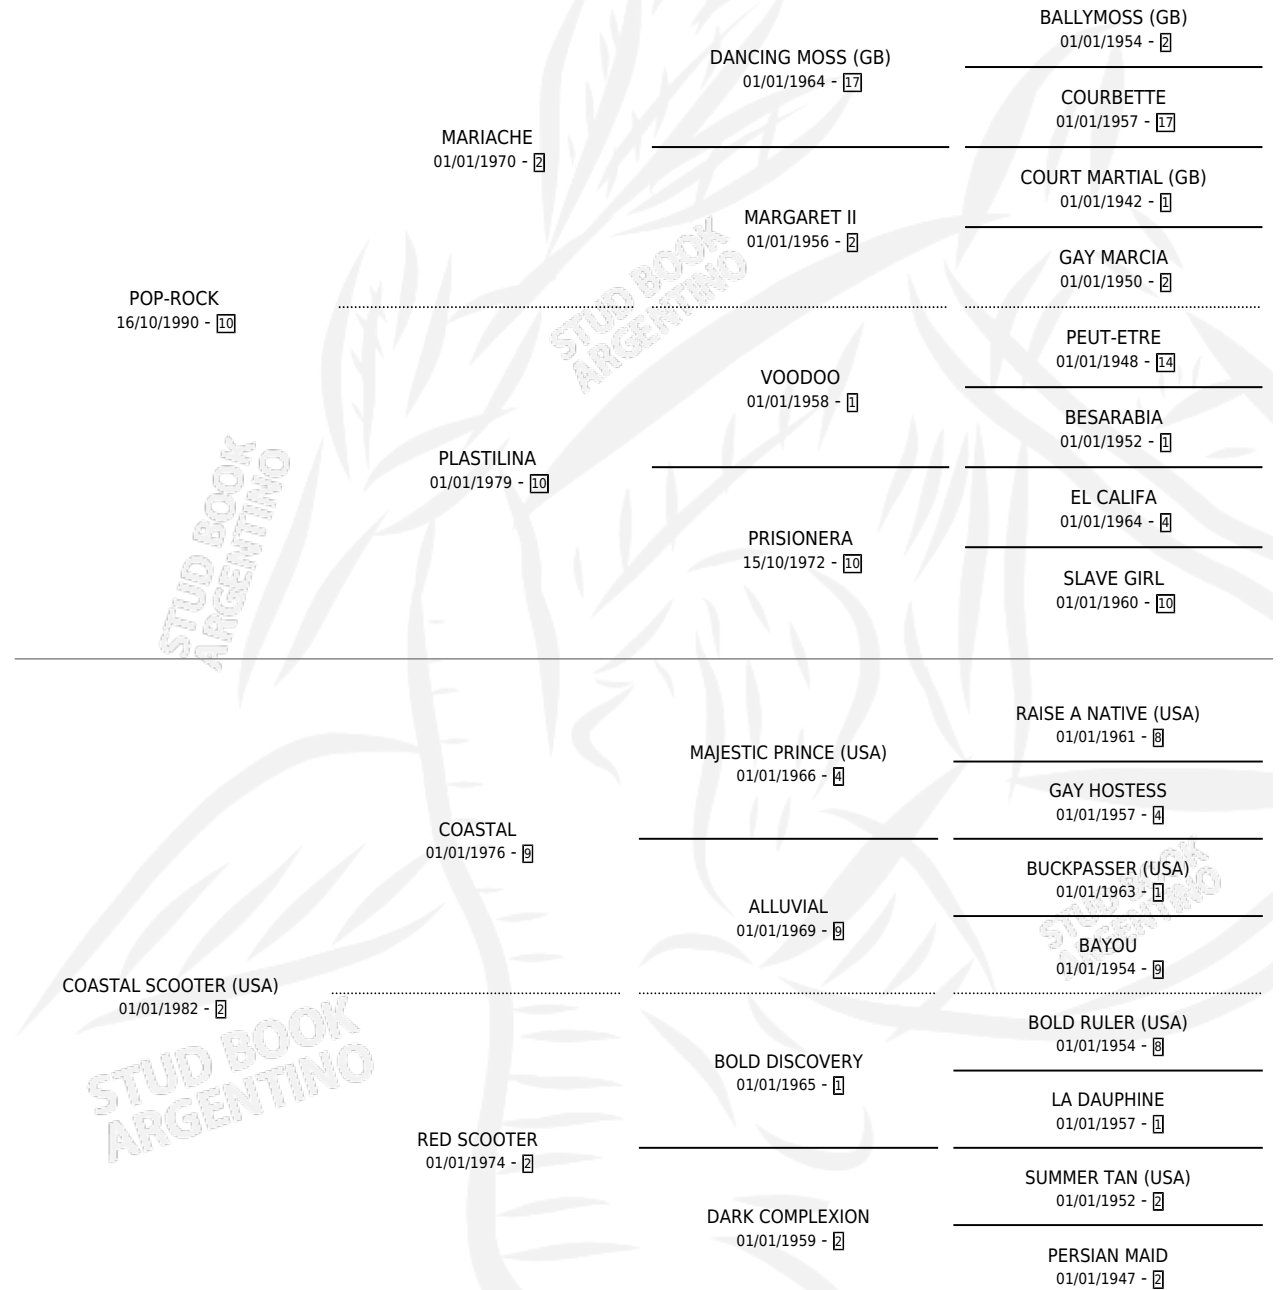 BALLYMOSS (GB)
01/01/1954 - 2
DANCING MOSS (GB)
01/01/1964 - 17
COURBETTE
01/01/1957 - 17
MARIACHE
01/01/1970 - 2
COURT MARTIAL (GB)
01/01/1942 - 1
MARGARET II
01/01/1956 - 2
GAY MARCIA
01/01/1950 - 2
POP-ROCK
16/10/1990 - 10
PEUT-ETRE
01/01/1948 - 14
VOODOO
01/01/1958 - 1
BESARABIA
01/01/1952 - 1
PLASTILINA
01/01/1979 - 10
EL CALIFA
01/01/1964 - 4
PRISIONERA
15/10/1972 - 10
SLAVE GIRL
01/01/1960 - 10
STUD BOOK
ARGENTINO
STUD BOOK
ARGENTINO
RAISE A NATIVE (USA)
01/01/1961 - 8
MAJESTIC PRINCE (USA)
01/01/1966 - 4
GAY HOSTESS
01/01/1957 - 4
COASTAL
01/01/1976 - 9
BUCKPASSER (USA)
01/01/1963 - 1
ALLUVIAL
01/01/1969 - 9
BAYOU
01/01/1954 - 9
STUD BOOK
ARGENTINO
COASTAL SCOOTER (USA)
01/01/1982 - 2
BOLD RULER (USA)
01/01/1954 - 8
BOLD DISCOVERY
01/01/1965 - 1
LA DAUPHINE
01/01/1957 - 1
STUD BOOK
ARGENTINO
RED SCOOTER
01/01/1974 - 2
SUMMER TAN (USA)
01/01/1952 - 2
DARK COMPLEXION
01/01/1959 - 2
PERSIAN MAID
01/01/1947 - 2